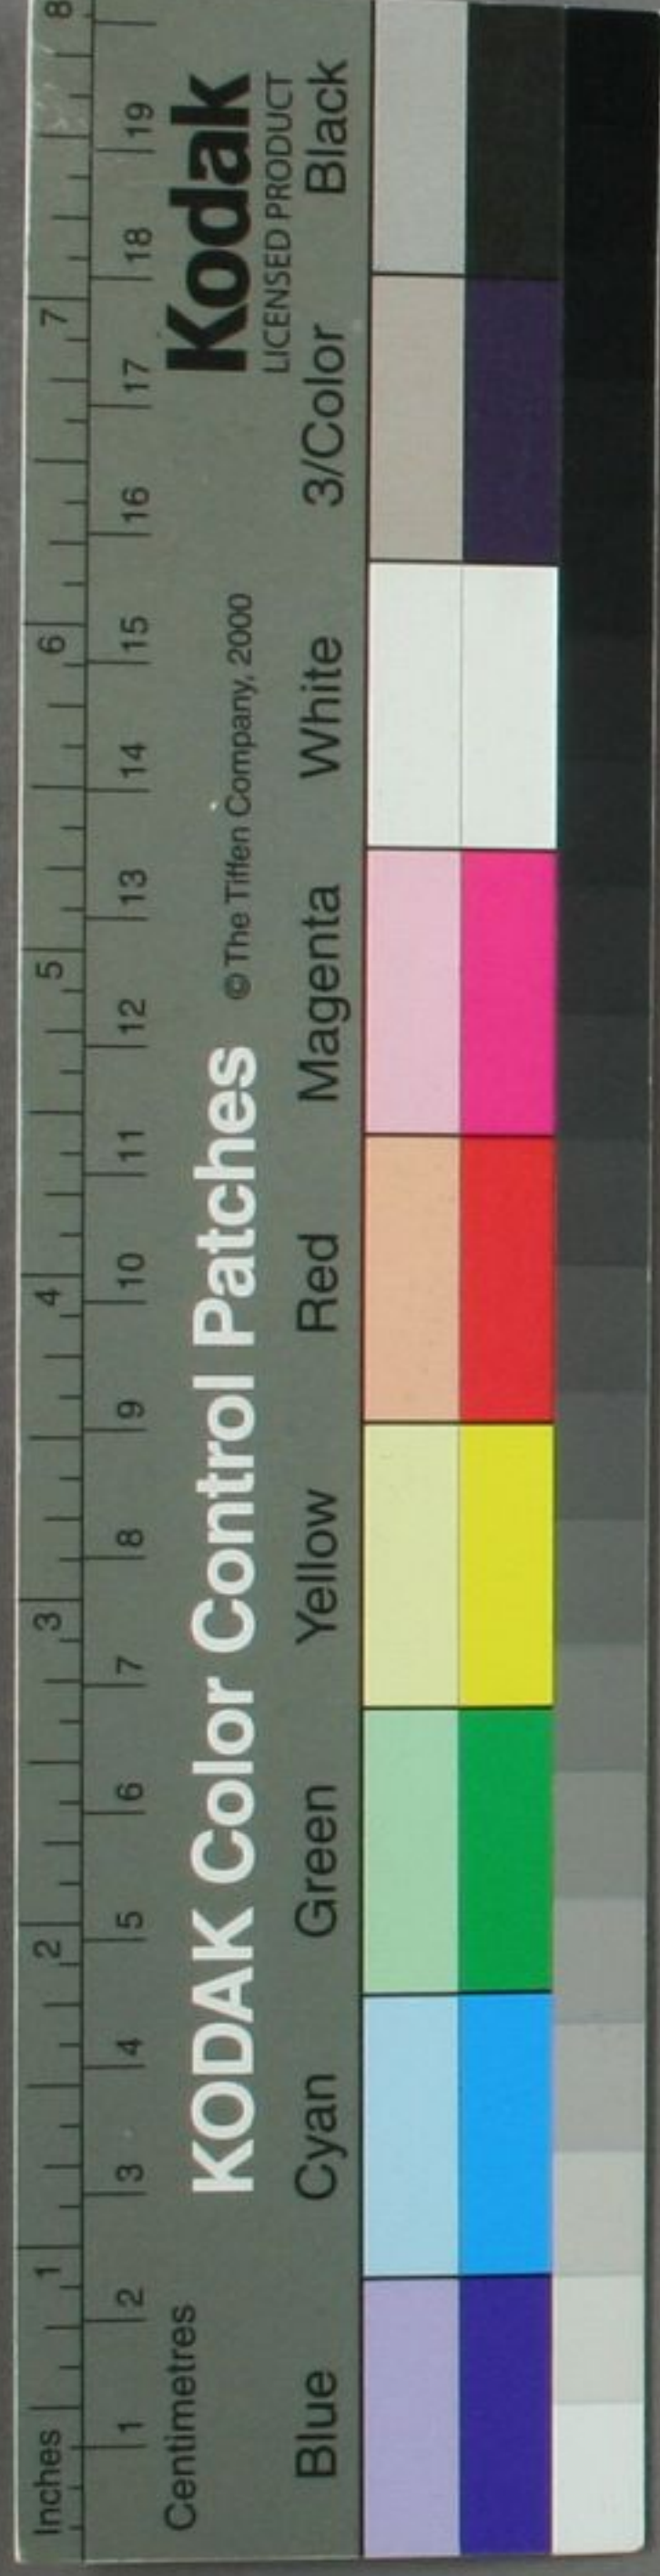 Inches 1 2 3 4 5 6 7 8
1 2 3 4 5 6 7 8 9 10 11 12 13 14 15 16 17 18 19
Centimetres
KODAK Color Control Patches © The Tiffen Company, 2000 Kodak
LICENSED PRODUCT
Blue Cyan Green Yellow Red Magenta White 3/Color Black